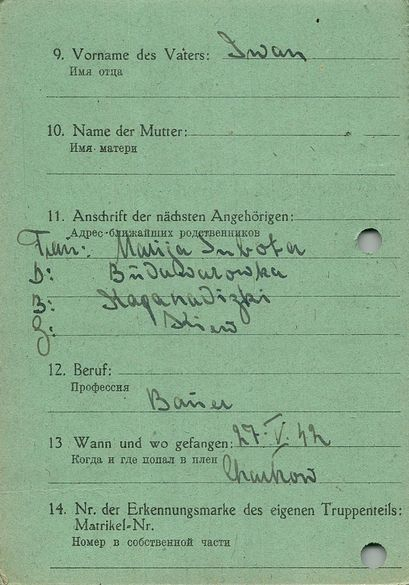 9. Vorname des Vaters: Iwan
Имя отца
10. Name der Mutter:
Имя матери
11. Anschrift der nächsten Angehörigen:
Адрес ближайших родственников
Fam: Marija Subota
D: Budawarowka
B: Kaganadizki
G: Kiew
12. Beruf:
Профессия
Bauer
13 Wann und wo gefangen: 27. V. 42
Когда и где попал в плен
Charkow
14. Nr. der Erkennungsmarke des eigenen Truppenteils:
Matrikel-Nr.
Номер в собственной части